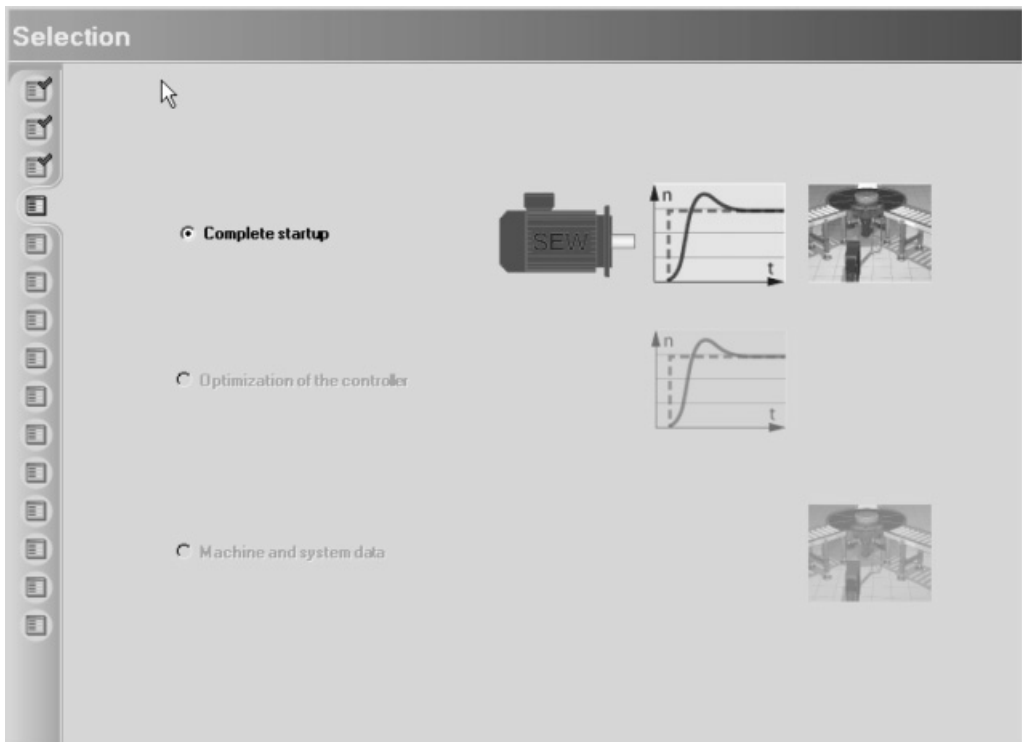 Selection
Complete startup
SEW
n
t
Optimization of the controller
n
t
Machine and system data